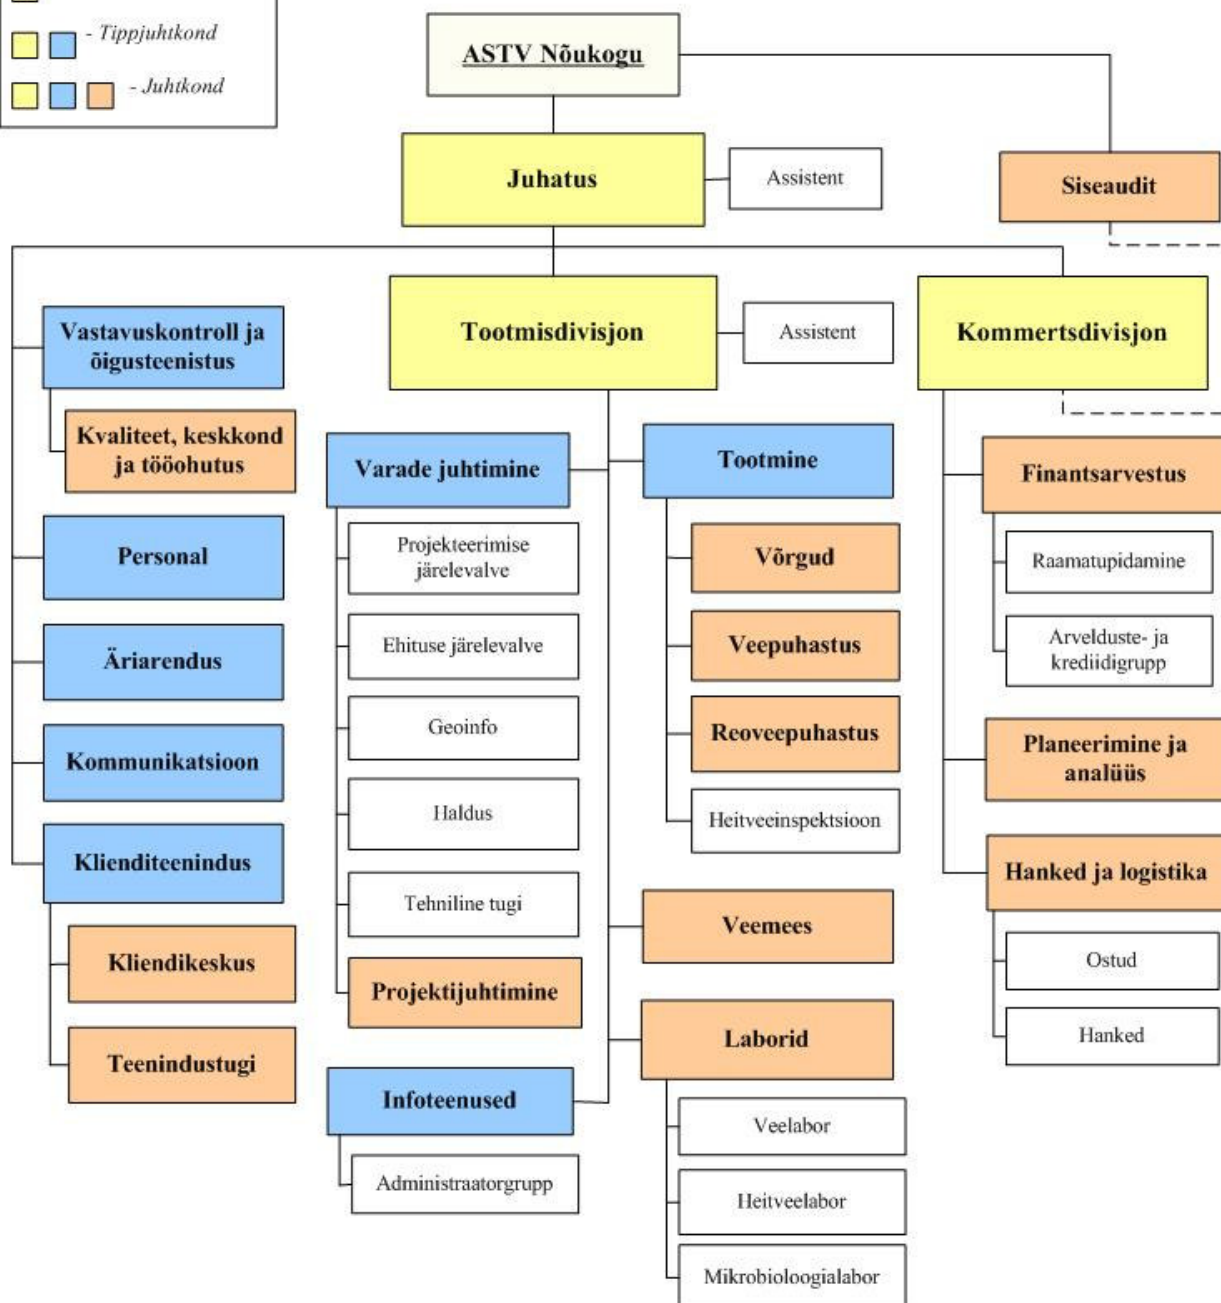 - Tippjuhtkond
- Juhtkond
ASTV Nõukogu
Juhatus
Assistent
Siseaudit
Tootmisdivisjon
Assistent
Kommertsdivisjon
Vastavuskontroll ja
õigusteenistus
Kvaliteet, keskkond
ja tööohutus
Personal
Äriarendus
Kommunikatsioon
Klienditeenindus
Kliendikeskus
Teenindustugi
Varade juhtimine
Projekteerimise
järelevalve
Ehituse järelevalve
Geoinfo
Haldus
Tehniline tugi
Projektijuhtimine
Infoteenused
Administraatorgrupp
Tootmine
Võrgud
Veepuhastus
Reoveepuhastus
Heitveeinspektsioon
Veemees
Laborid
Veelabor
Heitveelabor
Mikrobioloogialabor
Finantsarvestus
Raamatupidamine
Arvelduste- ja
krediidigrupp
Planeerimine ja
analüüs
Hanked ja logistika
Ostud
Hanked